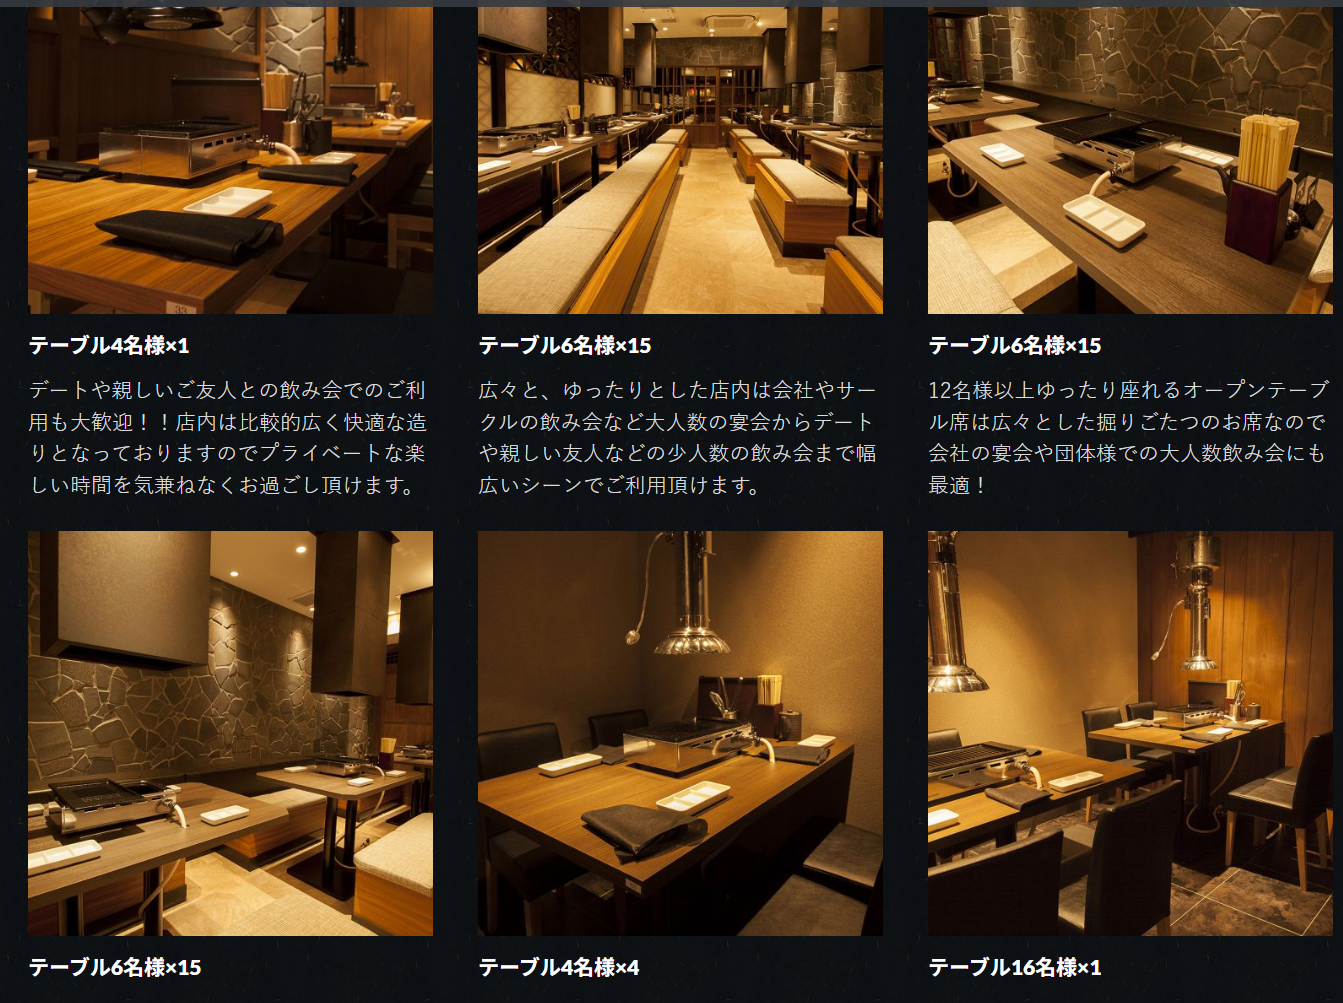 テーブル4名様×1
デートや親しいご友人との飲み会でのご利
用も大歓迎！！店内は比較的広く快適な造
りとなっておりますのでプライベートな楽
しい時間を気兼ねなくお過ごし頂けます。
テーブル6名様×15
広々と、ゆったりとした店内は会社やサー
クルの飲み会など大人数の宴会からデート
や親しい友人などの少人数の飲み会まで幅
広いシーンでご利用頂けます。
テーブル6名様×15
12名様以上ゆったり座れるオープンテーブ
ル席は広々とした掘りごたつのお席なので
会社の宴会や団体様での大人数飲み会にも
最適！
テーブル6名様×15
テーブル4名様×4
テーブル16名様×1